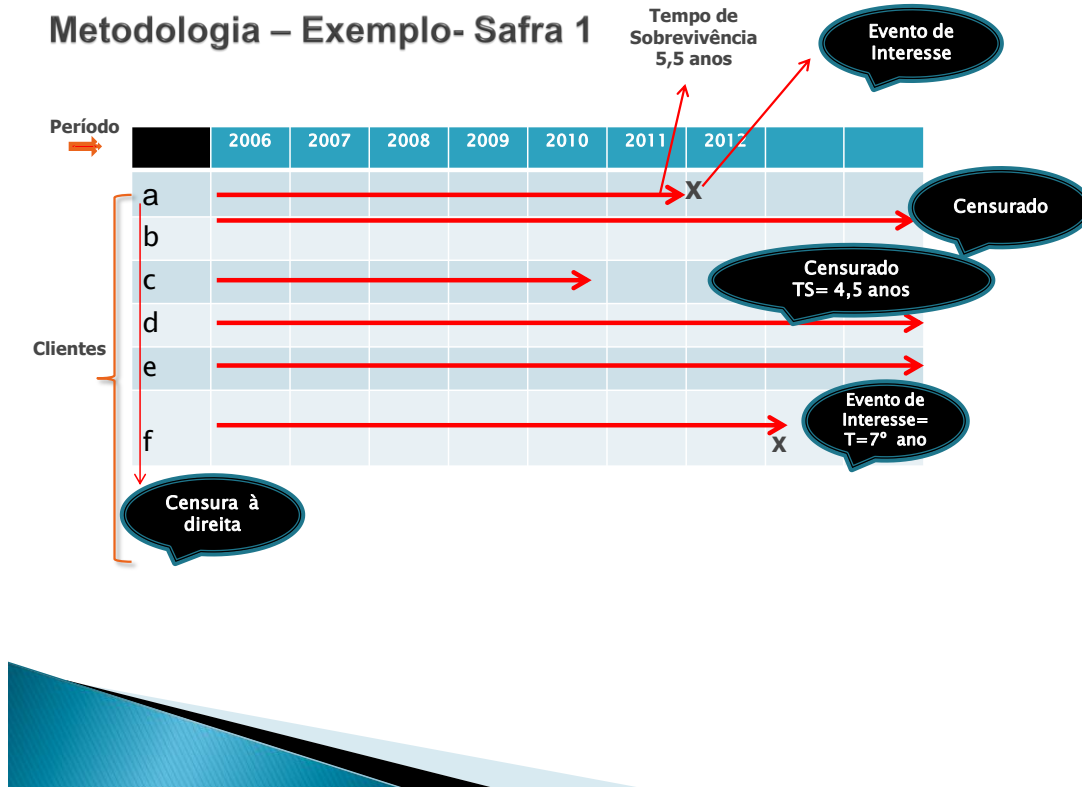 Metodologia – Exemplo- Safra 1
Tempo de
Sobrevivência
5,5 anos
Evento de
Interesse
Período
2006 2007 2008 2009 2010 2011 2012
a
X
Censurado
b
Censurado
TS= 4,5 anos
c
d
Clientes
e
Evento de
Interesse=
T=7º ano
f
X
Censura à
direita